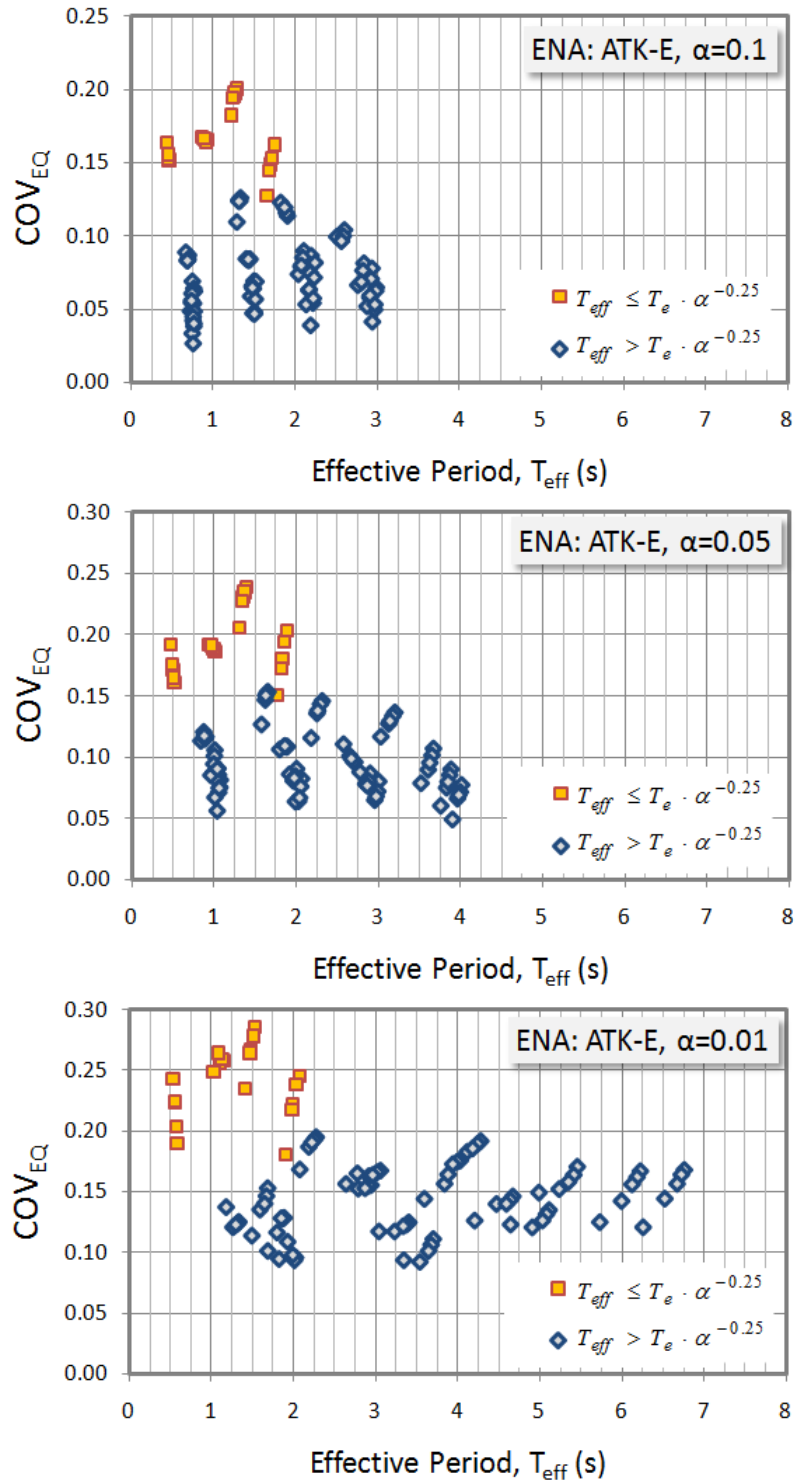 0.25
ENA: ATK-E, α=0.1
0.20
0.15
COV_EQ
0.10
T_eff ≤ T_e · α^−0.25
0.05
T_eff > T_e · α^−0.25
0.00
0 1 2 3 4 5 6 7 8
Effective Period, T_eff (s)
0.30
ENA: ATK-E, α=0.05
0.25
0.20
COV_EQ
0.15
0.10
T_eff ≤ T_e · α^−0.25
0.05
T_eff > T_e · α^−0.25
0.00
0 1 2 3 4 5 6 7 8
Effective Period, T_eff (s)
0.30
ENA: ATK-E, α=0.01
0.25
0.20
COV_EQ
0.15
0.10
T_eff ≤ T_e · α^−0.25
0.05
T_eff > T_e · α^−0.25
0.00
0 1 2 3 4 5 6 7 8
Effective Period, T_eff (s)